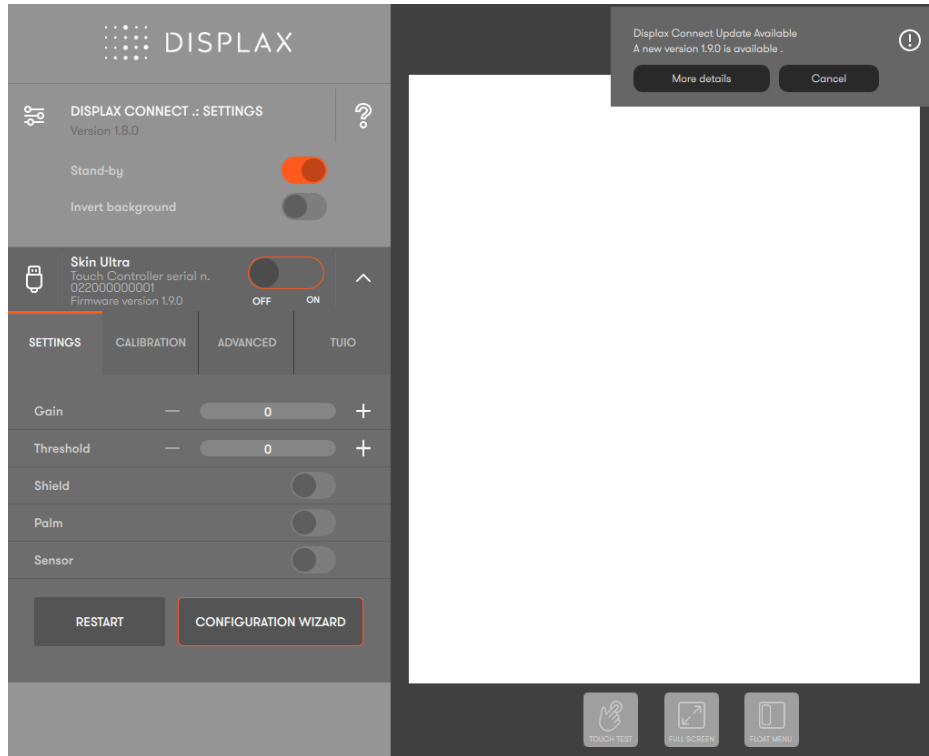 DISPLAX
DISPLAX CONNECT .: SETTINGS
Version 1.8.0
Stand-by
Invert background
Skin Ultra
Touch Controller serial n.
022000000001
Firmware version 1.9.0
OFF ON
SETTINGS CALIBRATION ADVANCED TUIO
Gain 0
Threshold 0
Shield
Palm
Sensor
RESTART CONFIGURATION WIZARD
Displax Connect Update Available
A new version 1.9.0 is available .
More details Cancel
TOUCH TEST FULL SCREEN FLOAT MENU